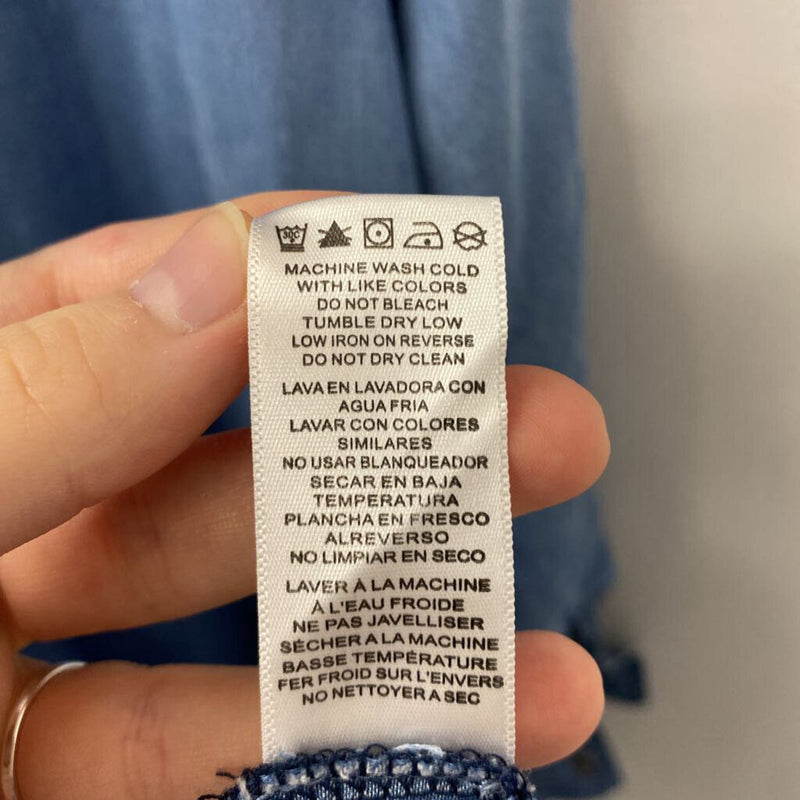 30C
MACHINE WASH COLD
WITH LIKE COLORS
DO NOT BLEACH
TUMBLE DRY LOW
LOW IRON ON REVERSE
DO NOT DRY CLEAN
LAVA EN LAVADORA CON
AGUA FRIA
LAVAR CON COLORES
SIMILARES
NO USAR BLANQUEADOR
SECAR EN BAJA
TEMPERATURA
PLANCHA EN FRESCO
ALREVERSO
NO LIMPIAR EN SECO
LAVER À LA MACHINE
À L'EAU FROIDE
NE PAS JAVELLISER
SÉCHER A LA MACHINE
BASSE TEMPÉRATURE
FER FROID SUR L'ENVERS
NO NETTOYER A SEC